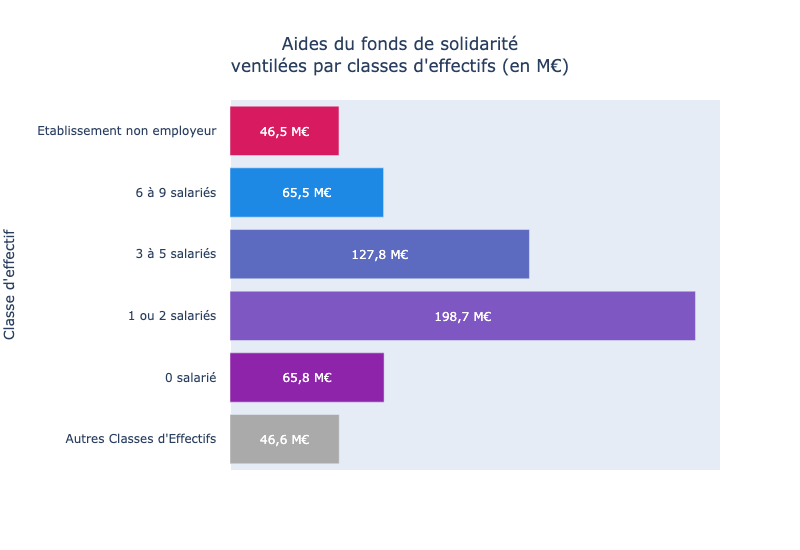 Aides du fonds de solidarité
ventilées par classes d'effectifs (en M€)
Classe d'effectif
Etablissement non employeur
46,5 M€
6 à 9 salariés
65,5 M€
3 à 5 salariés
127,8 M€
1 ou 2 salariés
198,7 M€
0 salarié
65,8 M€
Autres Classes d'Effectifs
46,6 M€